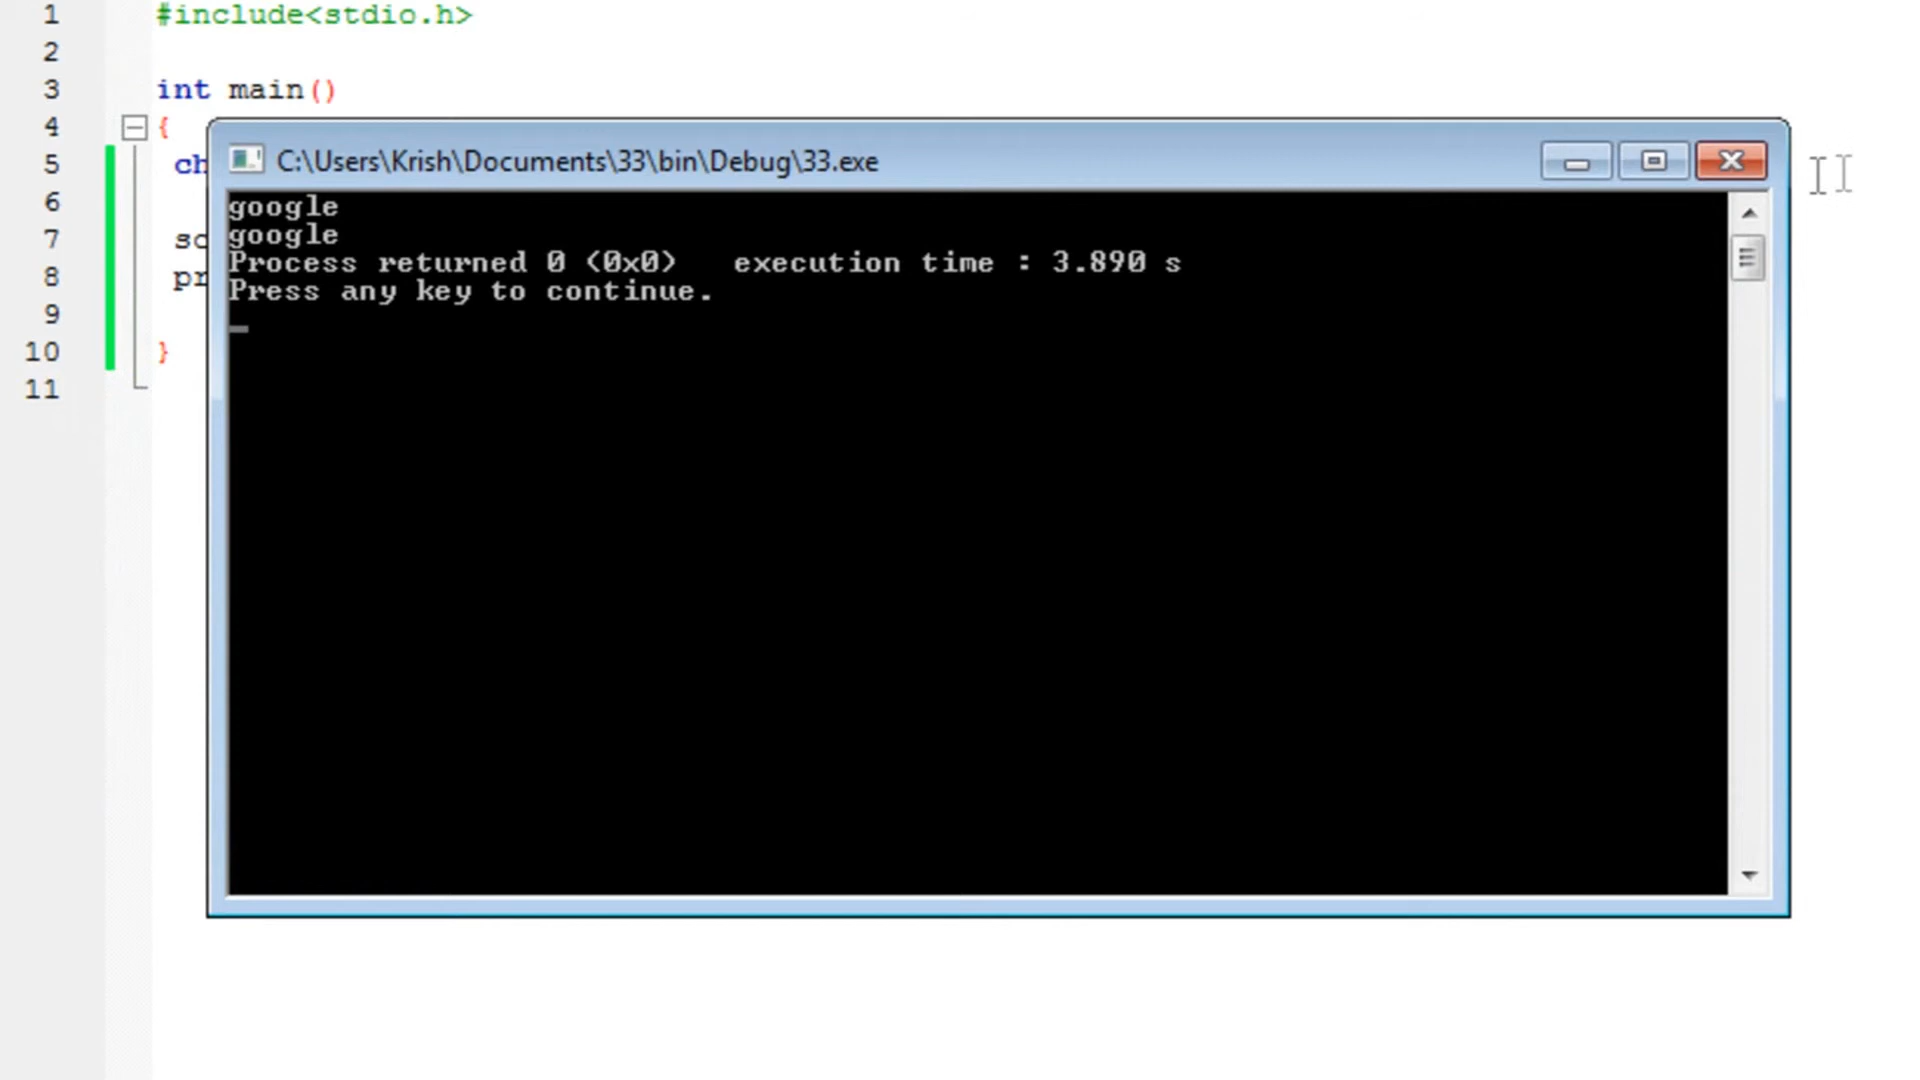 1 #include<stdio.h>
2
3 int main()
4 {
5 ch
6
7 sc
8 pr
9
10 }
11
C:\Users\Krish\Documents\33\bin\Debug\33.exe
google
google
Process returned 0 (0x0)   execution time : 3.890 s
Press any key to continue.